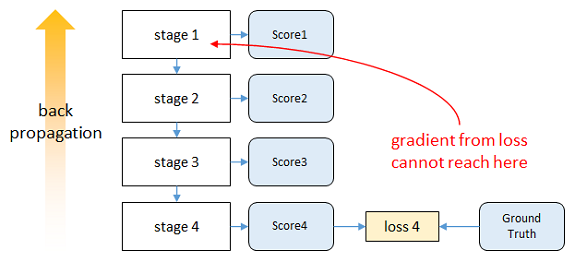 stage 1
Score1
stage 2
Score2
back
propagation
gradient from loss
cannot reach here
stage 3
Score3
stage 4
Score4
loss 4
Ground
Truth